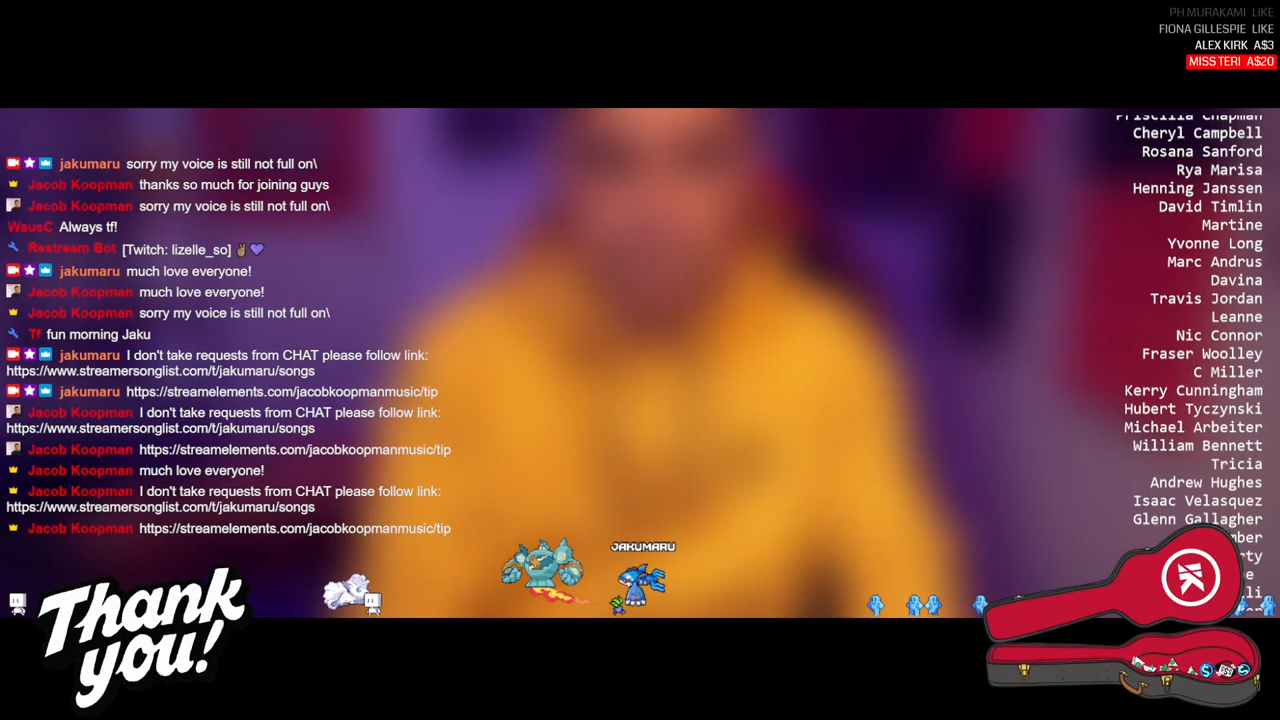 PH MURAKAMI LIKE
FIONA GILLESPIE LIKE
ALEX KIRK A$3
MISS TERI A$20
jakumaru sorry my voice is still not full on\
Jacob Koopman thanks so much for joining guys
Jacob Koopman sorry my voice is still not full on\
WausC Always tf!
Restream Bot [Twitch: lizelle_so] ✌🏾💜
jakumaru much love everyone!
Jacob Koopman much love everyone!
Jacob Koopman sorry my voice is still not full on\
Tf fun morning Jaku
jakumaru I don't take requests from CHAT please follow link:
https://www.streamersonglist.com/t/jakumaru/songs
jakumaru https://streamelements.com/jacobkoopmanmusic/tip
Jacob Koopman I don't take requests from CHAT please follow link:
https://www.streamersonglist.com/t/jakumaru/songs
Jacob Koopman https://streamelements.com/jacobkoopmanmusic/tip
Jacob Koopman much love everyone!
Jacob Koopman I don't take requests from CHAT please follow link:
https://www.streamersonglist.com/t/jakumaru/songs
Jacob Koopman https://streamelements.com/jacobkoopmanmusic/tip
Priscilla Chapman
Cheryl Campbell
Rosana Sanford
Rya Marisa
Henning Janssen
David Timlin
Martine
Yvonne Long
Marc Andrus
Davina
Travis Jordan
Leanne
Nic Connor
Fraser Woolley
C Miller
Kerry Cunningham
Hubert Tyczynski
Michael Arbeiter
William Bennett
Tricia
Andrew Hughes
Isaac Velasquez
Glenn Gallagher
JAKUMARU
Thank
you!